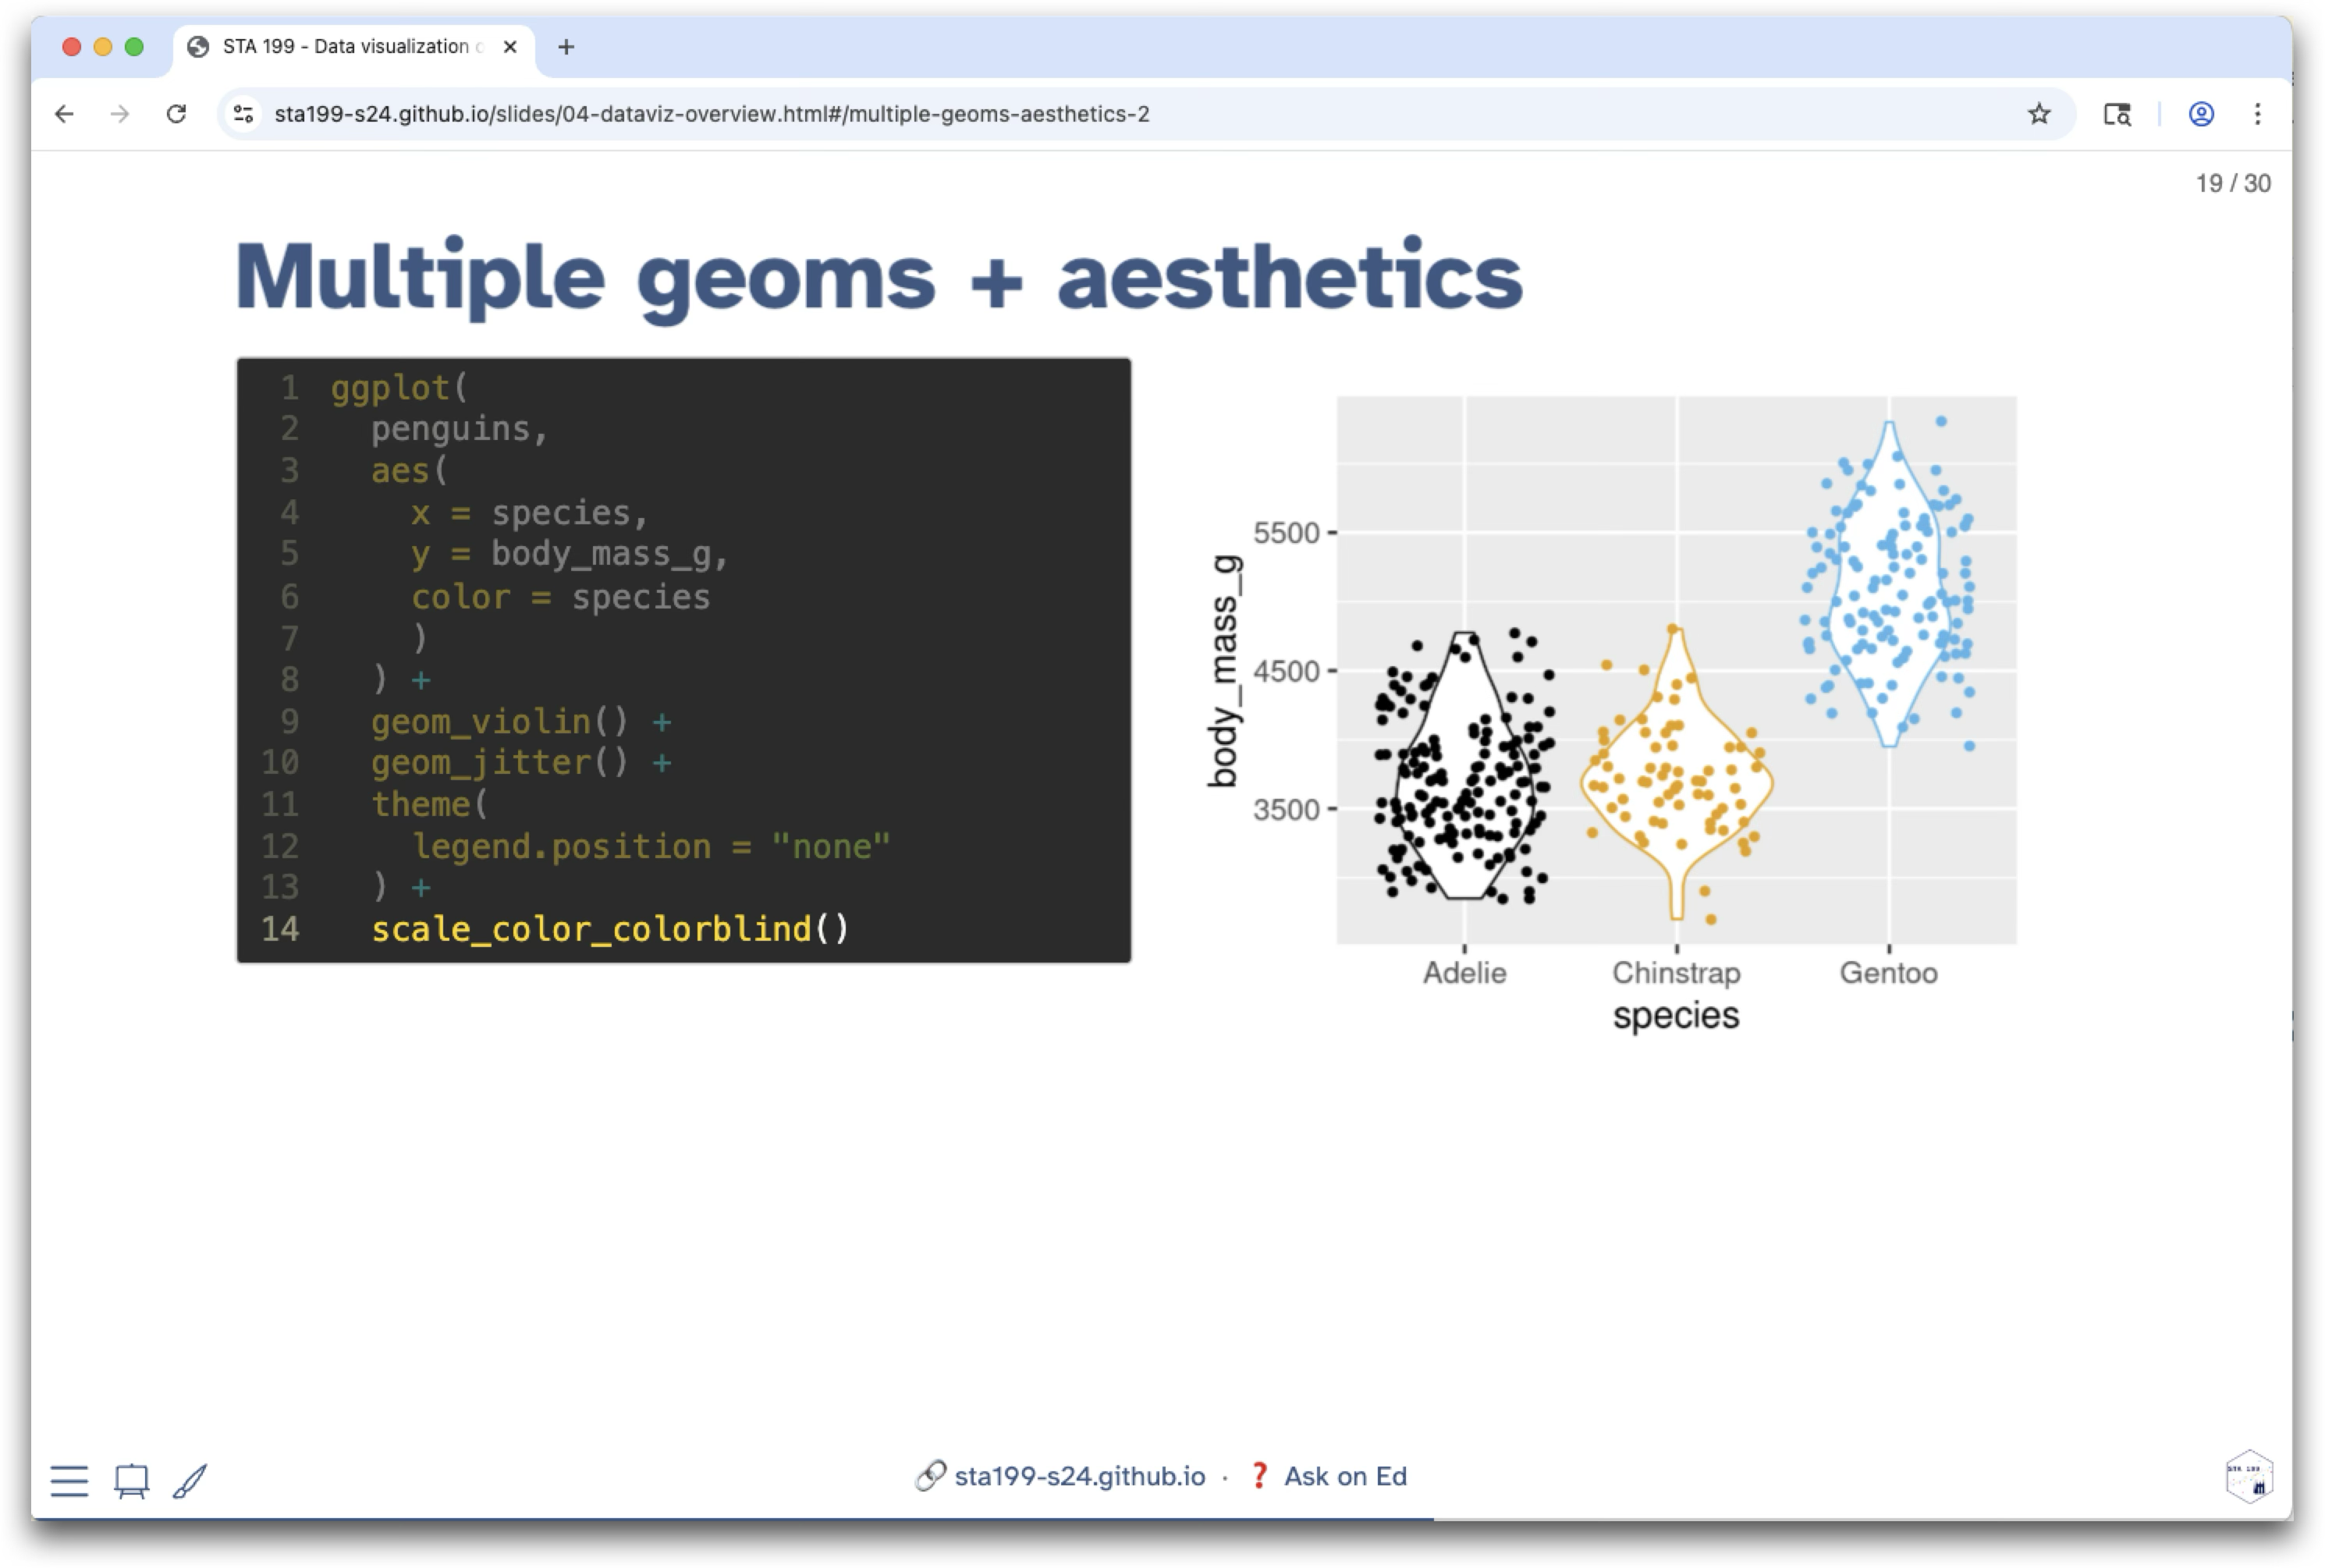 STA 199 - Data visualization
sta199-s24.github.io/slides/04-dataviz-overview.html#/multiple-geoms-aesthetics-2
19 / 30
Multiple geoms + aesthetics
1 ggplot(
2 penguins,
3 aes(
4 x = species,
5 y = body_mass_g,
6 color = species
7 )
8 ) +
9 geom_violin() +
10 geom_jitter() +
11 theme(
12 legend.position = "none"
13 ) +
14 scale_color_colorblind()
body_mass_g
5500
4500
3500
Adelie Chinstrap Gentoo
species
sta199-s24.github.io · ❓ Ask on Ed
STA 199